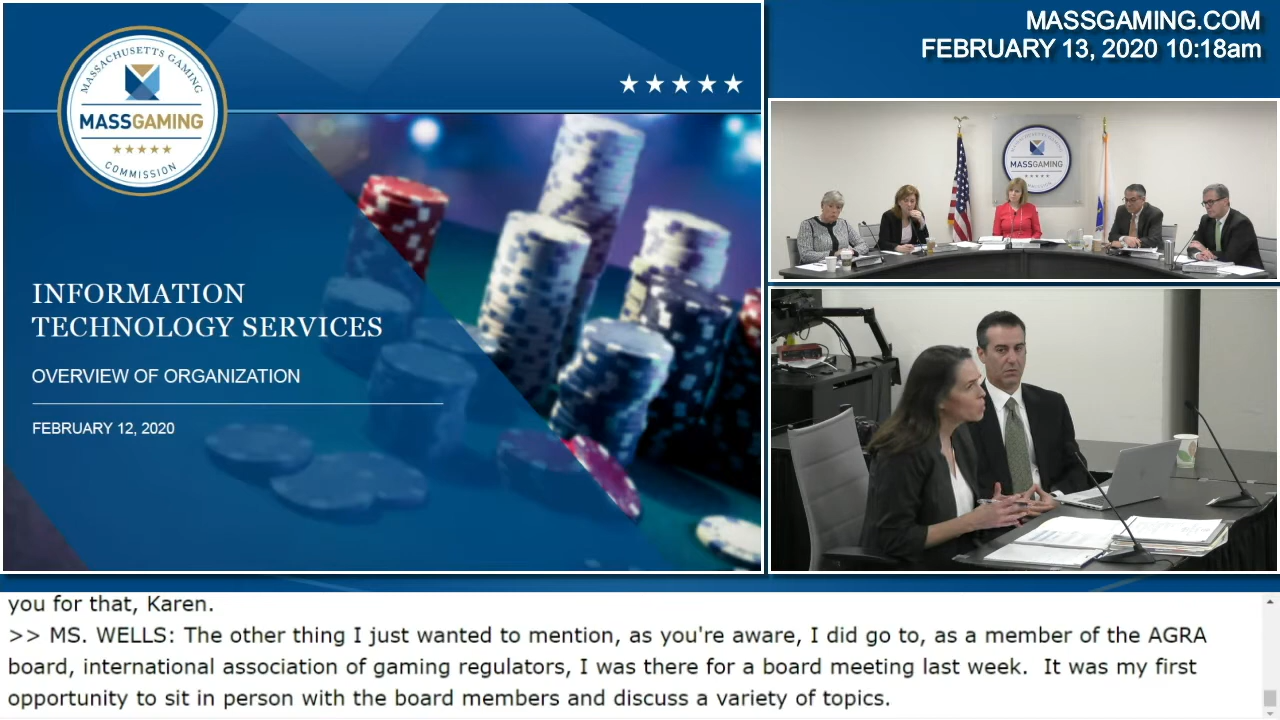 MASSACHUSETTS GAMING
MASSGAMING
COMMISSION
INFORMATION
TECHNOLOGY SERVICES
OVERVIEW OF ORGANIZATION
FEBRUARY 12, 2020
MASSGAMING.COM
FEBRUARY 13, 2020 10:18am
MASSGAMING
you for that, Karen.
>> MS. WELLS: The other thing I just wanted to mention, as you're aware, I did go to, as a member of the AGRA
board, international association of gaming regulators, I was there for a board meeting last week.  It was my first
opportunity to sit in person with the board members and discuss a variety of topics.